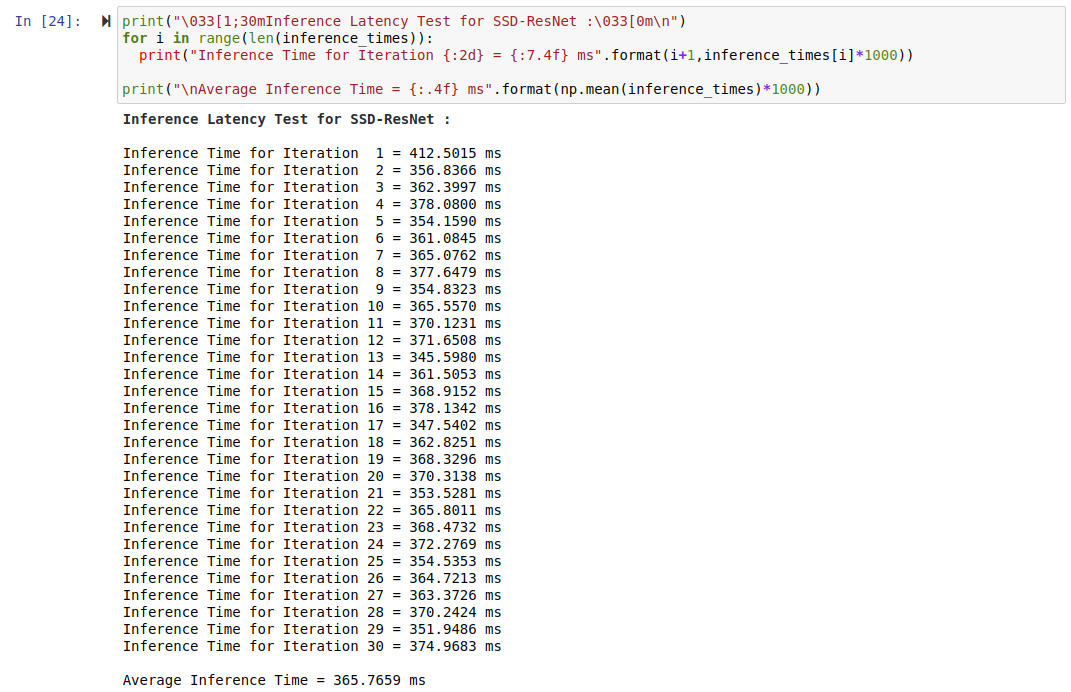 In [24]:
print("\033[1;30mInference Latency Test for SSD-ResNet :\033[0m\n")
for i in range(len(inference_times)):
  print("Inference Time for Iteration {:2d} = {:7.4f} ms".format(i+1,inference_times[i]*1000))

print("\nAverage Inference Time = {:.4f} ms".format(np.mean(inference_times)*1000))
Inference Latency Test for SSD-ResNet :

Inference Time for Iteration  1 = 412.5015 ms
Inference Time for Iteration  2 = 356.8366 ms
Inference Time for Iteration  3 = 362.3997 ms
Inference Time for Iteration  4 = 378.0800 ms
Inference Time for Iteration  5 = 354.1590 ms
Inference Time for Iteration  6 = 361.0845 ms
Inference Time for Iteration  7 = 365.0762 ms
Inference Time for Iteration  8 = 377.6479 ms
Inference Time for Iteration  9 = 354.8323 ms
Inference Time for Iteration 10 = 365.5570 ms
Inference Time for Iteration 11 = 370.1231 ms
Inference Time for Iteration 12 = 371.6508 ms
Inference Time for Iteration 13 = 345.5980 ms
Inference Time for Iteration 14 = 361.5053 ms
Inference Time for Iteration 15 = 368.9152 ms
Inference Time for Iteration 16 = 378.1342 ms
Inference Time for Iteration 17 = 347.5402 ms
Inference Time for Iteration 18 = 362.8251 ms
Inference Time for Iteration 19 = 368.3296 ms
Inference Time for Iteration 20 = 370.3138 ms
Inference Time for Iteration 21 = 353.5281 ms
Inference Time for Iteration 22 = 365.8011 ms
Inference Time for Iteration 23 = 368.4732 ms
Inference Time for Iteration 24 = 372.2769 ms
Inference Time for Iteration 25 = 354.5353 ms
Inference Time for Iteration 26 = 364.7213 ms
Inference Time for Iteration 27 = 363.3726 ms
Inference Time for Iteration 28 = 370.2424 ms
Inference Time for Iteration 29 = 351.9486 ms
Inference Time for Iteration 30 = 374.9683 ms

Average Inference Time = 365.7659 ms